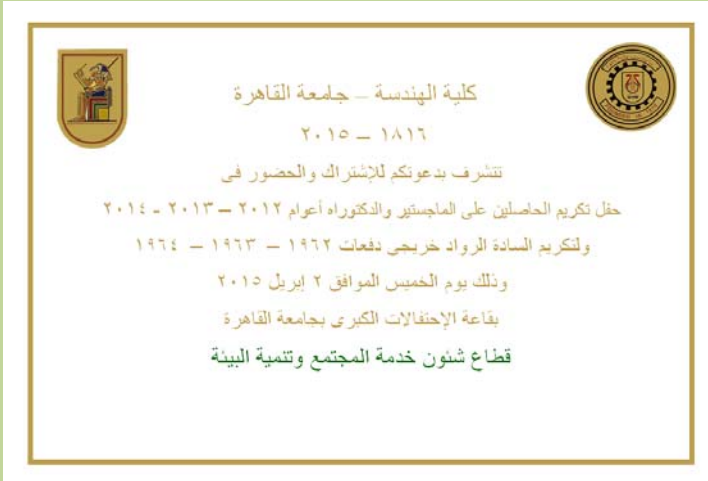 كلية الهندسة – جامعة القاهرة
١٨١٦ – ٢٠١٥
تتشرف بدعوتكم للإشتراك والحضور فى
حفل تكريم الحاصلين على الماجستير والدكتوراه أعوام ٢٠١٢ – ٢٠١٣ - ٢٠١٤
ولتكريم السادة الرواد خريجي دفعات ١٩٦٢ – ١٩٦٣ – ١٩٦٤
وذلك يوم الخميس الموافق ٢ إبريل ٢٠١٥
بقاعة الإحتفالات الكبرى بجامعة القاهرة
قطاع شئون خدمة المجتمع وتنمية البيئة